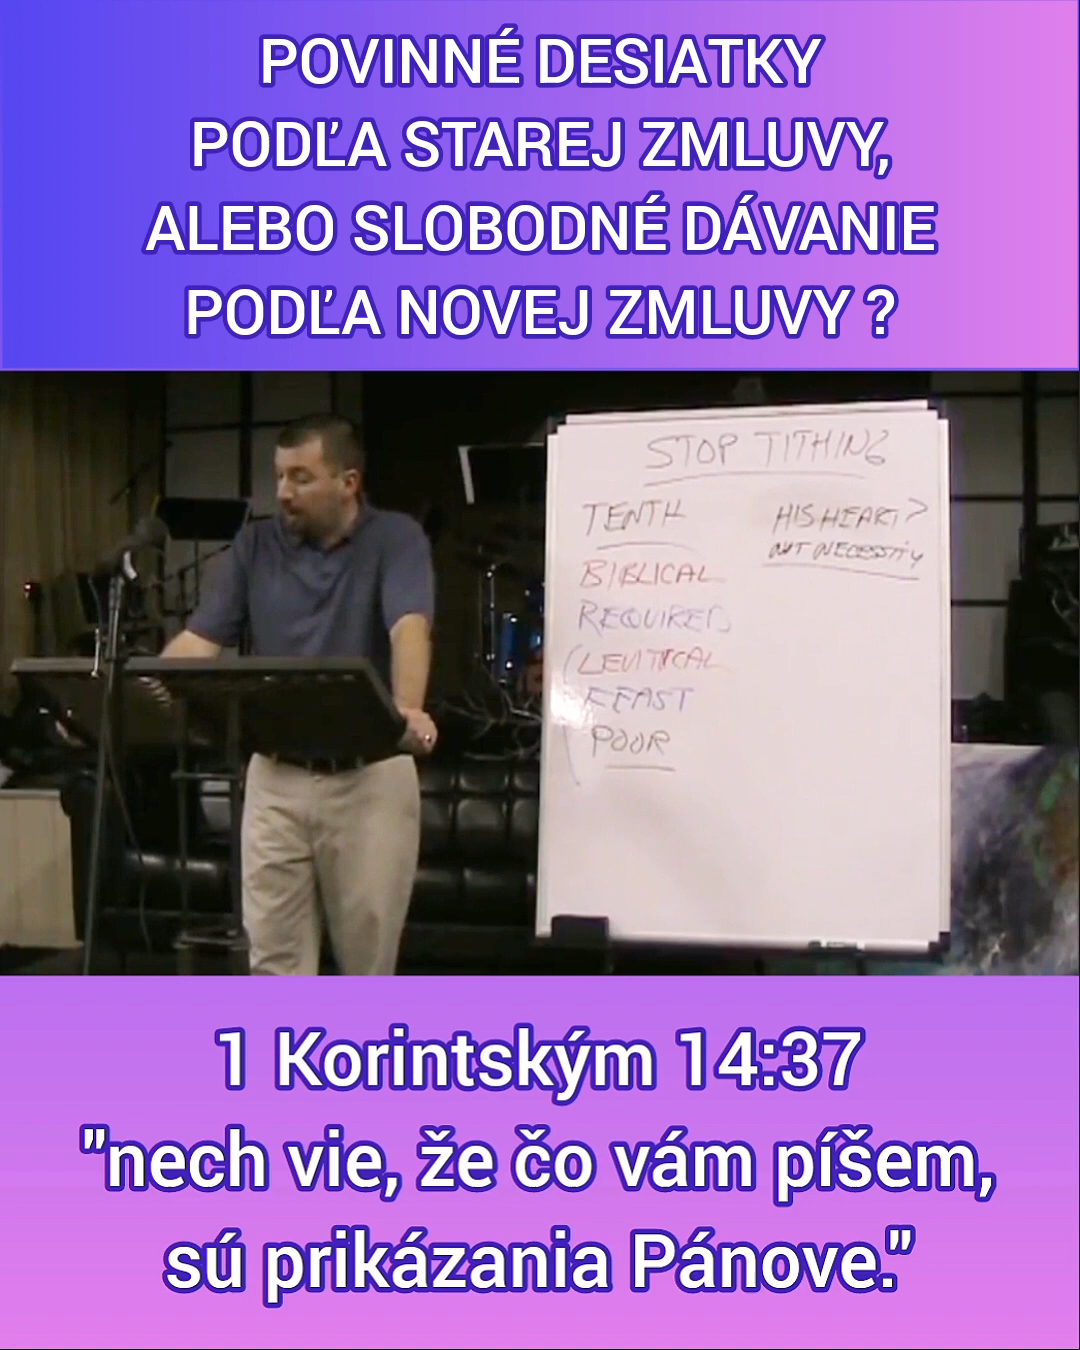 POVINNÉ DESIATKY
PODĽA STAREJ ZMLUVY,
ALEBO SLOBODNÉ DÁVANIE
PODĽA NOVEJ ZMLUVY ?
STOP TITHING
TENTH
BIBLICAL
REQUIRED
LEVITICAL
FEAST
POOR
HIS HEART?
NOT NECESSITY
1 Korintským 14:37
"nech vie, že čo vám píšem,
sú prikázania Pánove."